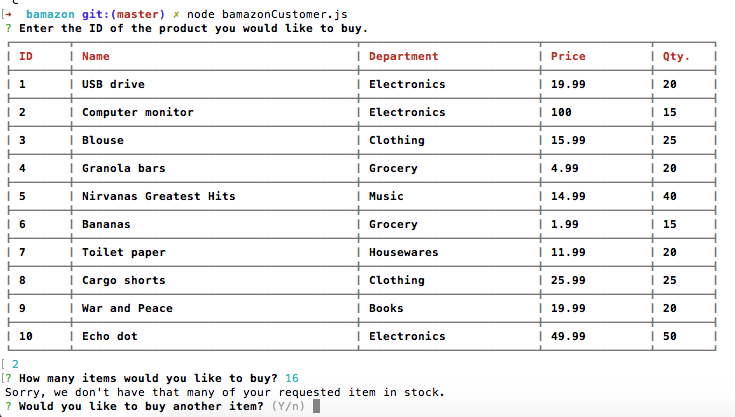 → bamazon git:(master) ✗ node bamazonCustomer.js
? Enter the ID of the product you would like to buy.
ID Name Department Price Qty.
1 USB drive Electronics 19.99 20
2 Computer monitor Electronics 100 15
3 Blouse Clothing 15.99 25
4 Granola bars Grocery 4.99 20
5 Nirvanas Greatest Hits Music 14.99 40
6 Bananas Grocery 1.99 15
7 Toilet paper Housewares 11.99 20
8 Cargo shorts Clothing 25.99 25
9 War and Peace Books 19.99 20
10 Echo dot Electronics 49.99 50
2
? How many items would you like to buy? 16
Sorry, we don't have that many of your requested item in stock.
? Would you like to buy another item? (Y/n)